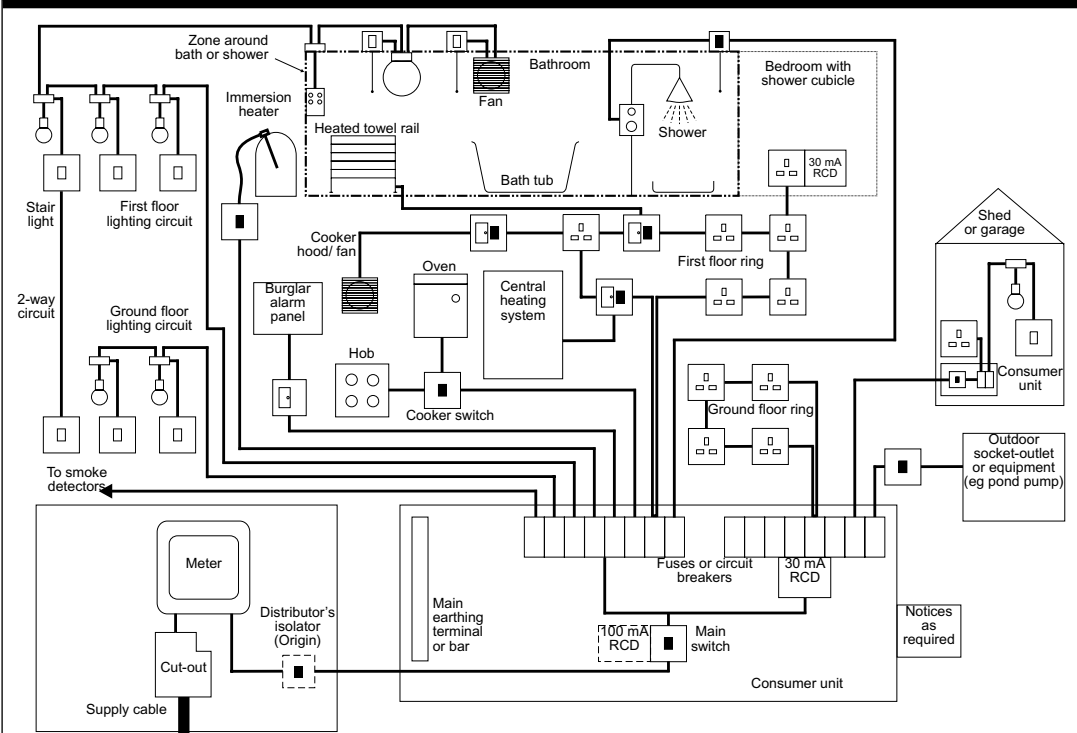 Zone around
bath or shower
Bathroom
Bedroom with
shower cubicle
Immersion
heater
Fan
Heated towel rail
Shower
Bath tub
30 mA
RCD
Stair
light
First floor
lighting circuit
Cooker
hood/ fan
First floor ring
Shed
or garage
Oven
Burglar
alarm
panel
Central
heating
system
2-way
circuit
Ground floor
lighting circuit
Hob
Cooker switch
Ground floor ring
Consumer
unit
To smoke
detectors
Outdoor
socket-outlet
or equipment
(eg pond pump)
Meter
Fuses or circuit
breakers
30 mA
RCD
Distributor's
isolator
(Origin)
Main
earthing
terminal
or bar
100 mA
RCD
Main
switch
Notices
as
required
Cut-out
Consumer unit
Supply cable